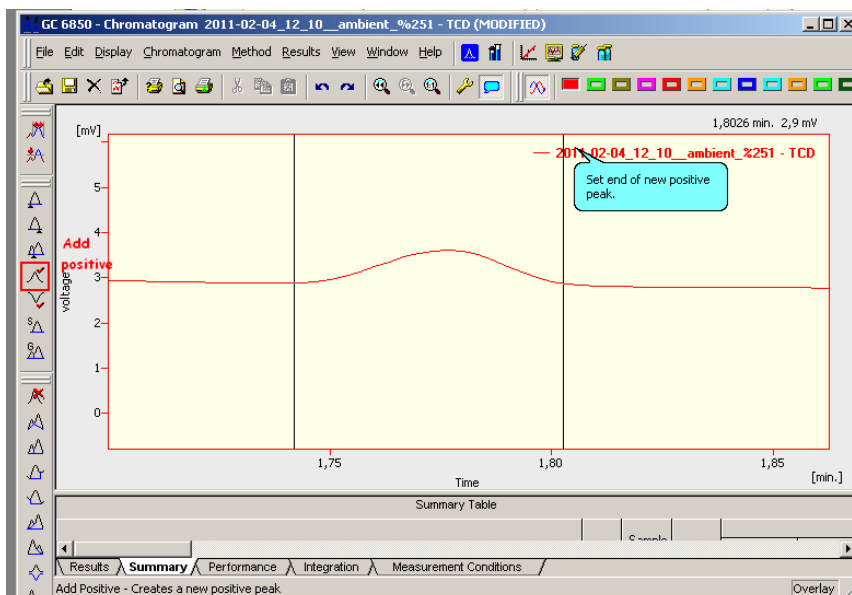 GC 6850 - Chromatogram 2011-02-04_12_10__ambient_%251 - TCD (MODIFIED)
File Edit Display Chromatogram Method Results View Window Help
1,8026 min. 2,9 mV
[mV]
— 2011-02-04_12_10__ambient_%251 - TCD
Set end of new positive
peak.
5
4
Add
positive
3
voltage
2
1
0
1,75 1,80 1,85
Time [min.]
Summary Table
Results Summary Performance Integration Measurement Conditions
Add Positive - Creates a new positive peak Overlay